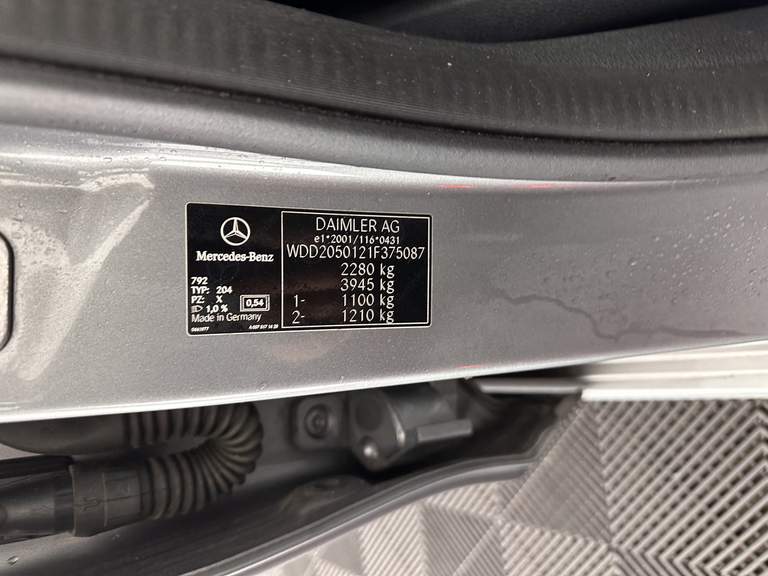 Mercedes-Benz
792
TYP: 204
PZ: X
1,0 %
0,54
Made in Germany
DAIMLER AG
e1*2001/116*0431
WDD2050121F375087
2280 kg
3945 kg
1- 1100 kg
2- 1210 kg